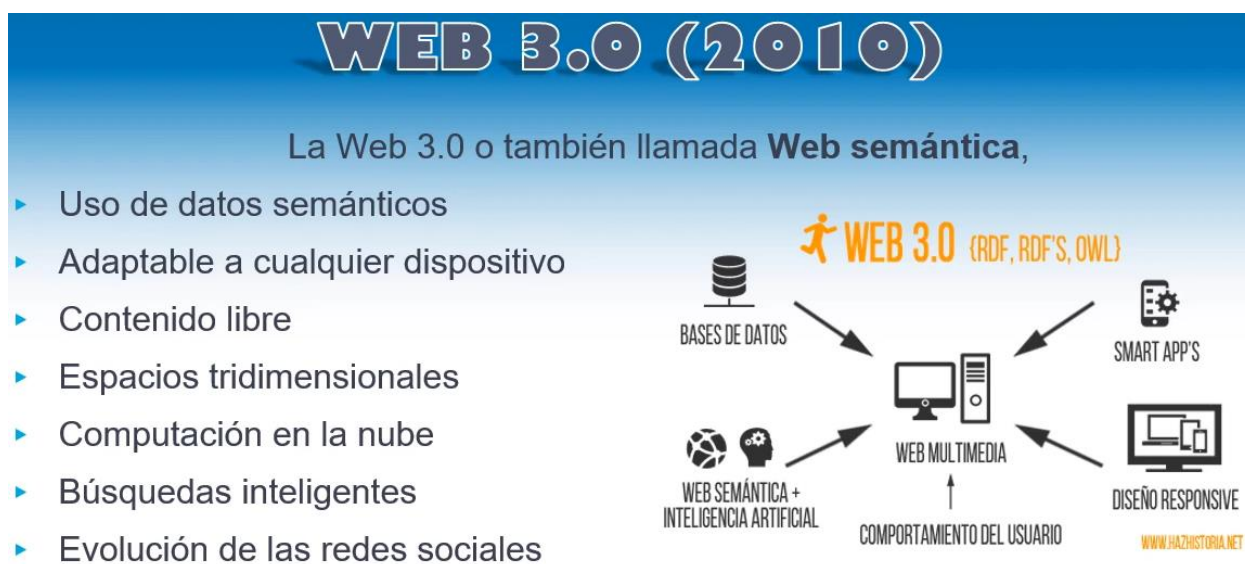 WEB 3.0 (2010)
La Web 3.0 o también llamada Web semántica,
Uso de datos semánticos
Adaptable a cualquier dispositivo
Contenido libre
Espacios tridimensionales
Computación en la nube
Búsquedas inteligentes
Evolución de las redes sociales
WEB 3.0 {RDF, RDF'S, OWL}
BASES DE DATOS
SMART APP'S
WEB MULTIMEDIA
WEB SEMÁNTICA +
INTELIGENCIA ARTIFICIAL
COMPORTAMIENTO DEL USUARIO
DISEÑO RESPONSIVE
WWW.HAZHISTORIA.NET